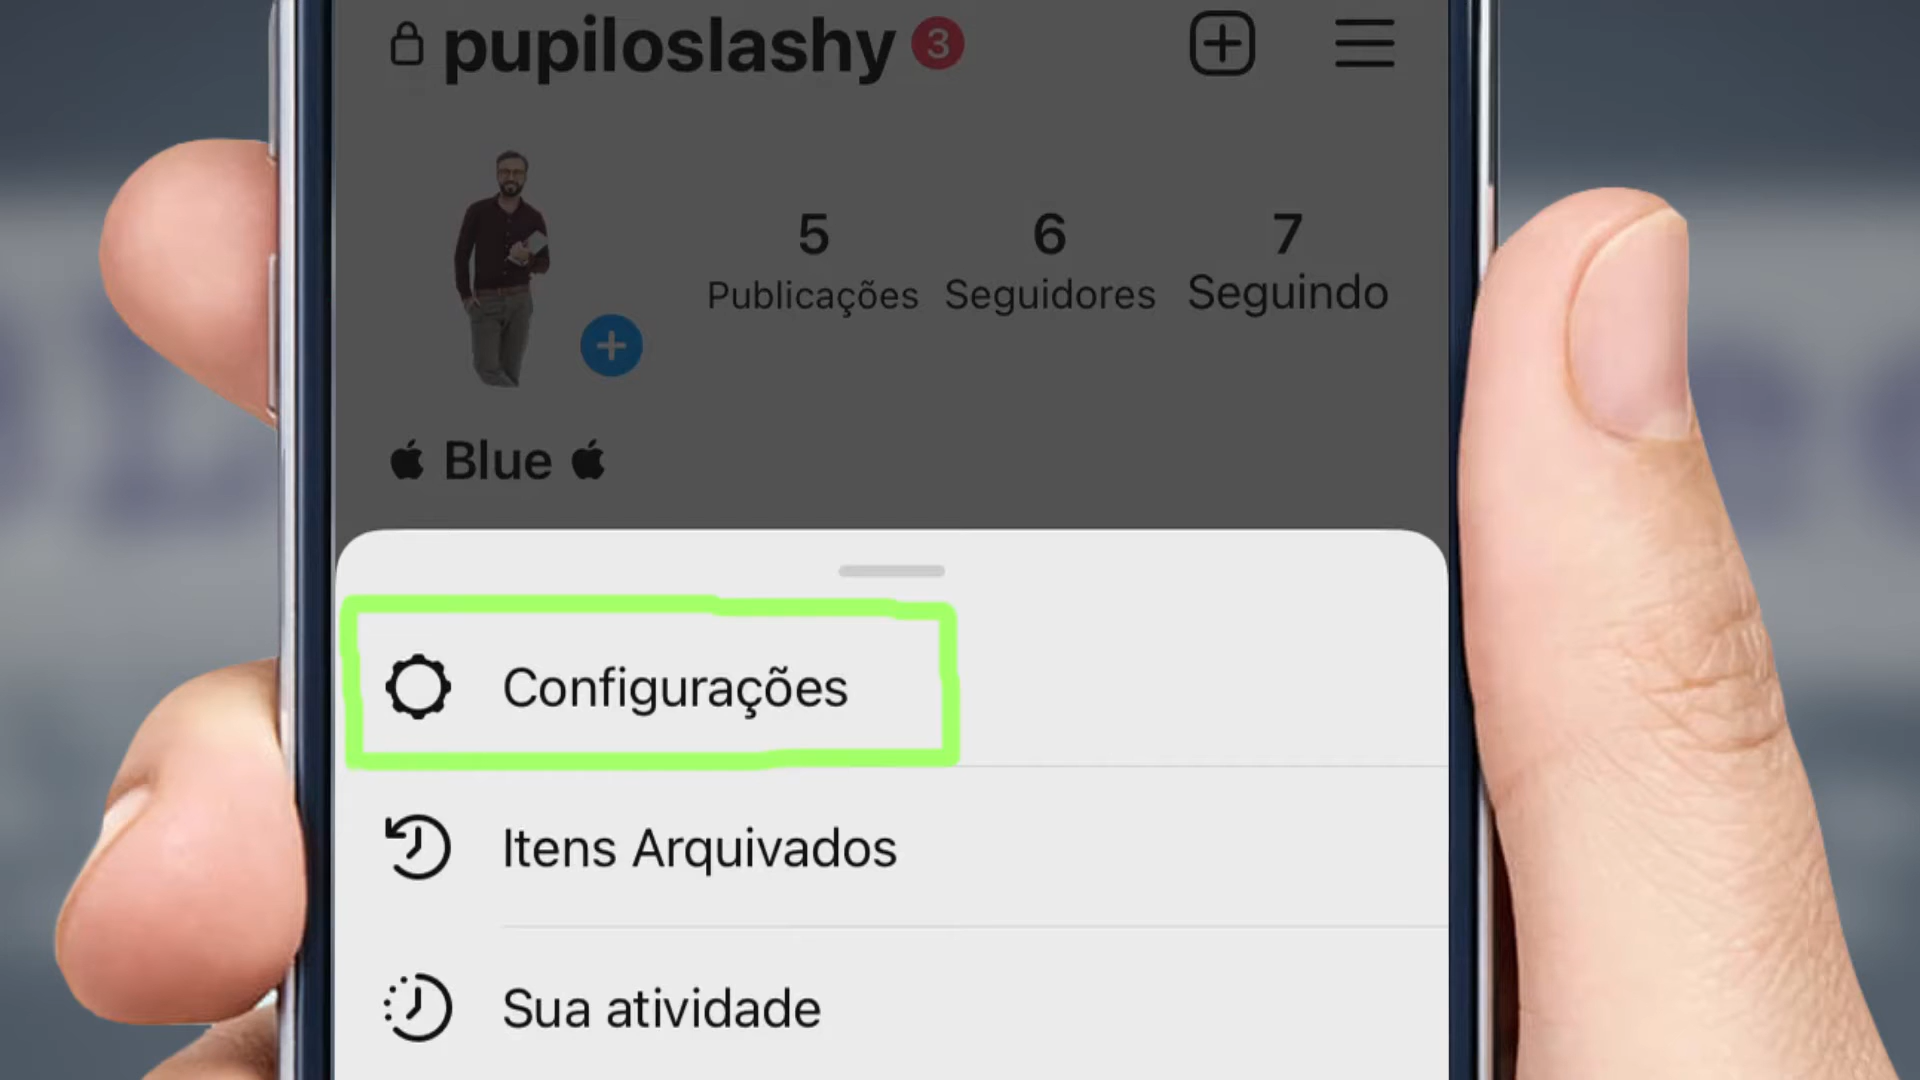 pupiloslashy 3
5 6 7
Publicações Seguidores Seguindo
Blue
Configurações
Itens Arquivados
Sua atividade